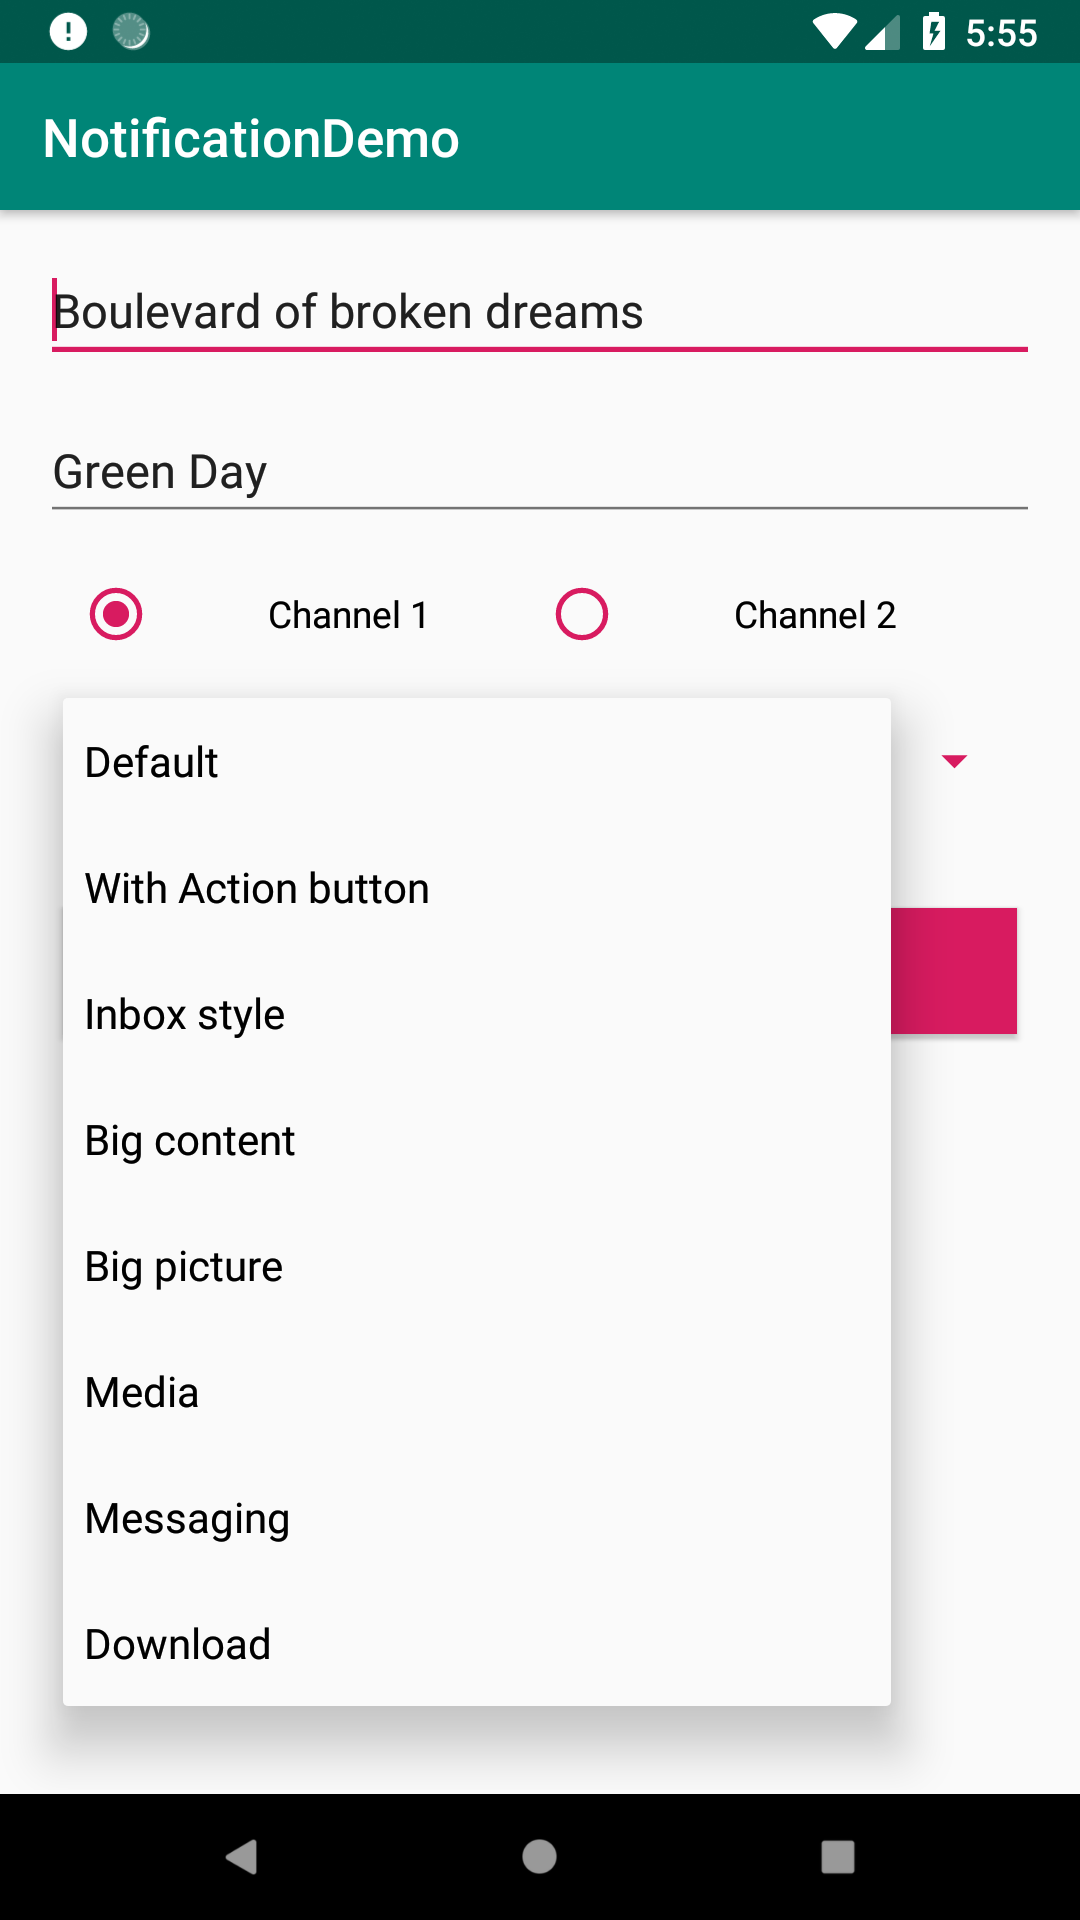 5:55
NotificationDemo
Boulevard of broken dreams
Green Day
Channel 1 Channel 2
Default
With Action button
Inbox style
Big content
Big picture
Media
Messaging
Download